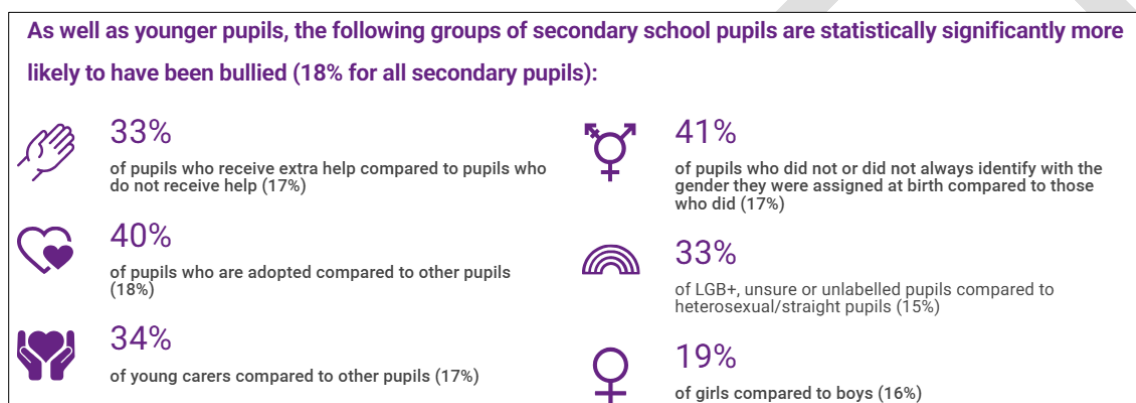 As well as younger pupils, the following groups of secondary school pupils are statistically significantly more
likely to have been bullied (18% for all secondary pupils):
33%
of pupils who receive extra help compared to pupils who
do not receive help (17%)
40%
of pupils who are adopted compared to other pupils
(18%)
34%
of young carers compared to other pupils (17%)
41%
of pupils who did not or did not always identify with the
gender they were assigned at birth compared to those
who did (17%)
33%
of LGB+, unsure or unlabelled pupils compared to
heterosexual/straight pupils (15%)
19%
of girls compared to boys (16%)